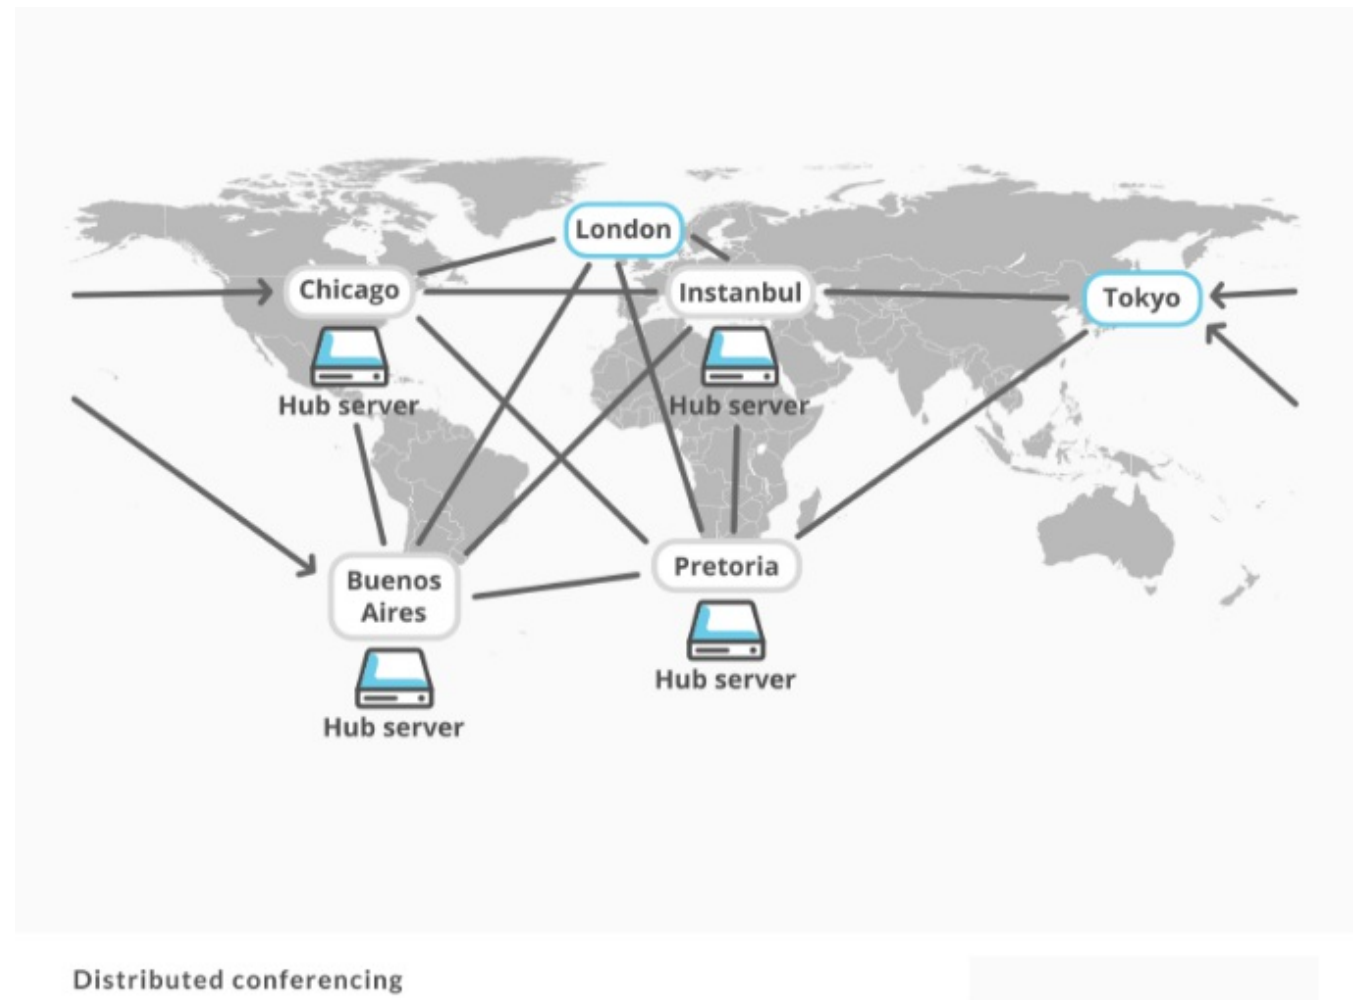 London
Chicago
Instanbul
Tokyo
Hub server
Hub server
Buenos
Aires
Pretoria
Hub server
Hub server
Distributed conferencing